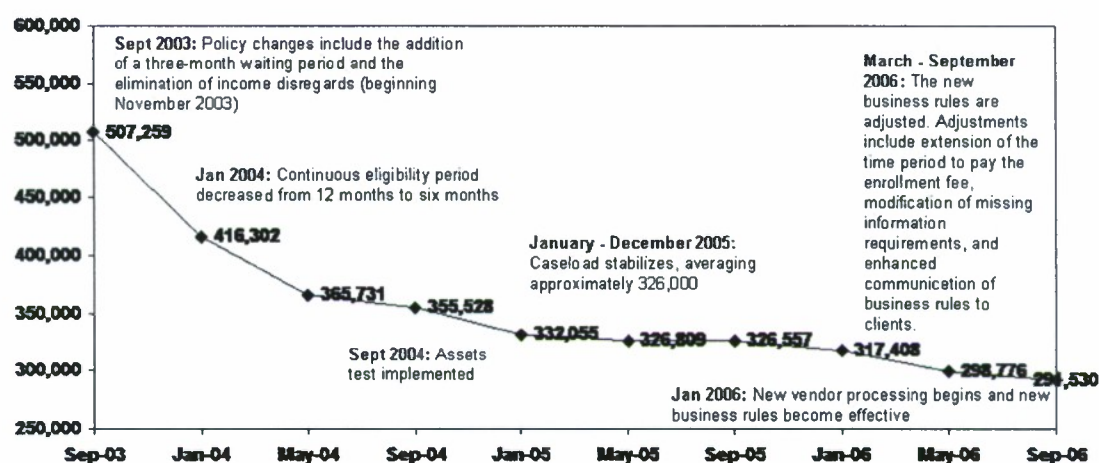 600,000
550,000
500,000
450,000
400,000
350,000
300,000
250,000
Sept 2003: Policy changes include the addition
of a three-month waiting period and the
elimination of income disregards (beginning
November 2003)
507,259
Jan 2004: Continuous eligibility period
decreased from 12 months to six months
416,302
365,731
355,528
Sept 2004: Assets
test implemented
January - December 2005:
Caseload stabilizes, averaging
approximately 326,000
332,055
326,809
326,557
317,408
298,776
March - September
2006: The new
business rules are
adjusted. Adjustments
include extension of the
time period to pay the
enrollment fee,
modification of missing
information
requirements, and
enhanced
communication of
business rules to
clients.
Jan 2006: New vendor processing begins and new
business rules become effective
Sep-03 Jan-04 May-04 Sep-04 Jan-05 May-05 Sep-05 Jan-06 May-06 Sep-06